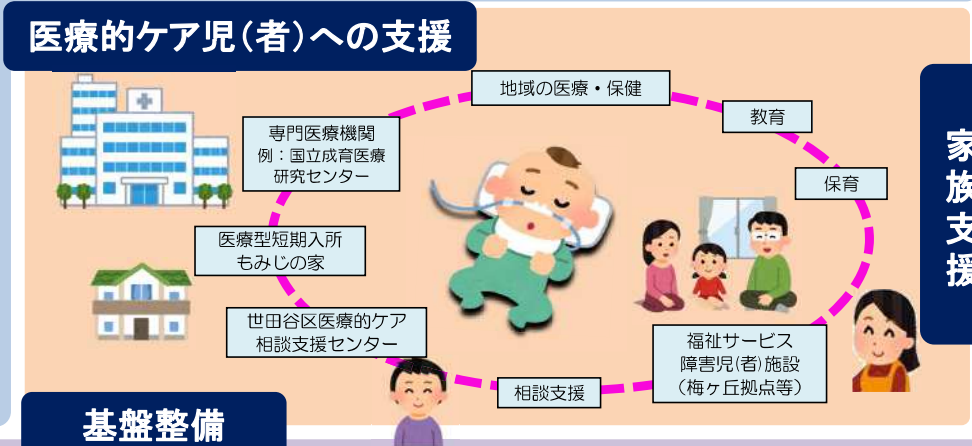 医療的ケア児（者）への支援
地域の医療・保健
教育
専門医療機関
例：国立成育医療
研究センター
保育
家族支援
医療型短期入所
もみじの家
世田谷区医療的ケア
相談支援センター
福祉サービス
障害児(者)施設
（梅ヶ丘拠点等）
相談支援
基盤整備